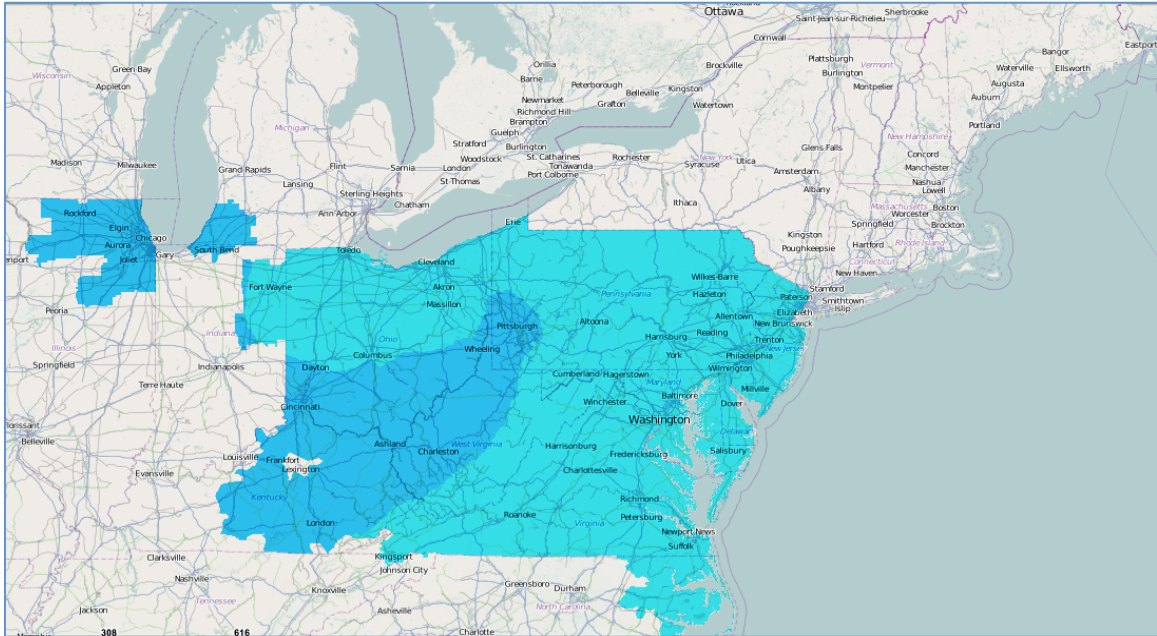 Ottawa
Sherbrooke
Saint-Jean-sur-Richelieu
Cornwall
Eastport
Bangor
Plattsburgh
Vermont
Waterville
Ellsworth
Green Bay
Orillia
Brockville
Burlington
Wisconsin
Barrie
Peterborough
Kingston
Montpelier
Augusta
Appleton
Belleville
Newmarket
Grafton
Watertown
Auburn
Richmond Hill
Portland
Brampton
Michigan
Guelph
New Hampshire
Stratford
Burlington
Glens Falls
Concord
Madison
Milwaukee
Woodstock
St. Catharines
Rochester
New York
Utica
Manchester
Grand Rapids
Flint
Sarnia
London
Tonawanda
Syracuse
Amsterdam
Nashua
Lansing
St-Thomas
Port Colborne
Albany
Lowell
Sterling Heights
Massachusetts
Boston
Rockford
Ann Arbor
Chatham
Ithaca
Worcester
Erie
Springfield
Brockton
Elgin
Chicago
Kingston
Aurora
South Bend
Toledo
Poughkeepsie
Hartford
Rhode Island
Joliet
Gary
Cleveland
Connecticut
New Haven
Wilkes-Barre
Fort Wayne
Akron
Stamford
Pennsylvania
Hazleton
Paterson
Smithtown
Massillon
Elizabeth
Islip
Peoria
Allentown
Pittsburgh
Altoona
New Brunswick
Indiana
Ohio
Harrisburg
Reading
Trenton
Illinois
Wheeling
York
New Jersey
Columbus
Philadelphia
Springfield
Indianapolis
Dayton
Cumberland
Hagerstown
Wilmington
Terre Haute
Maryland
Millville
Baltimore
Cincinnati
Winchester
Dover
Washington
Florissant
Delaware
Belleville
Ashland
West Virginia
Harrisonburg
Charleston
Fredericksburg
Salisbury
Louisville
Frankfort
Lexington
Charlottesville
Evansville
Kentucky
Richmond
London
Roanoke
Virginia
Petersburg
Newport News
Suffolk
Clarksville
Kingsport
Johnson City
Nashville
Knoxville
Greensboro
Durham
Tennessee
Jackson
Asheville
North Carolina
Charlotte
308
616